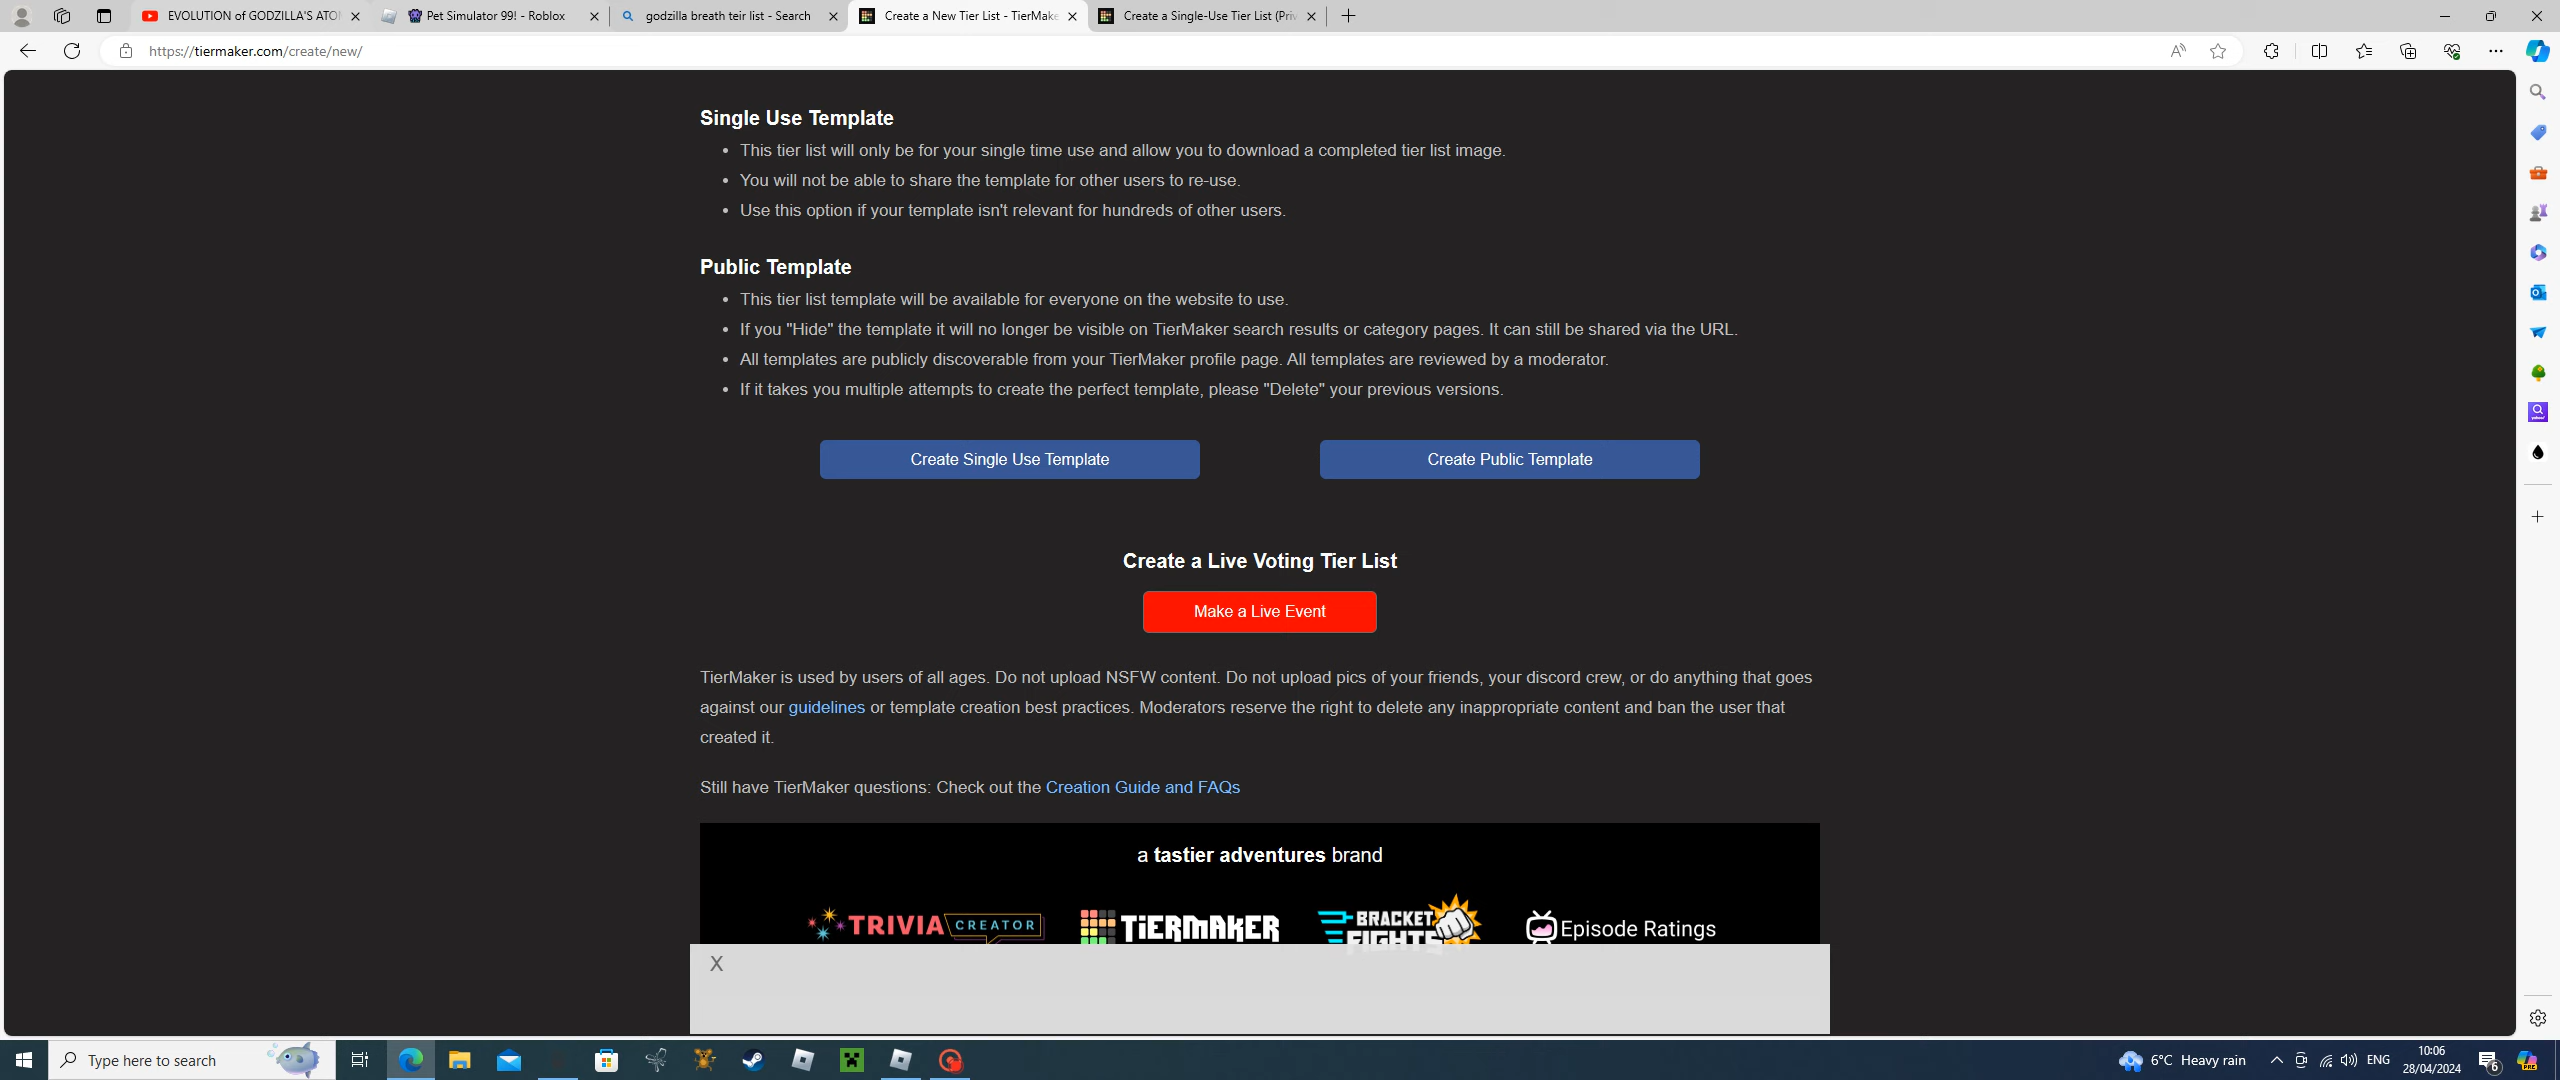 EVOLUTION of GODZILLA'S ATO
Pet Simulator 99! - Roblox
godzilla breath teir list - Search
Create a New Tier List - TierMake
Create a Single-Use Tier List (Pri
https://tiermaker.com/create/new/
Single Use Template
• This tier list will only be for your single time use and allow you to download a completed tier list image.
• You will not be able to share the template for other users to re-use.
• Use this option if your template isn't relevant for hundreds of other users.
Public Template
• This tier list template will be available for everyone on the website to use.
• If you "Hide" the template it will no longer be visible on TierMaker search results or category pages. It can still be shared via the URL.
• All templates are publicly discoverable from your TierMaker profile page. All templates are reviewed by a moderator.
• If it takes you multiple attempts to create the perfect template, please "Delete" your previous versions.
Create Single Use Template
Create Public Template
Create a Live Voting Tier List
Make a Live Event
TierMaker is used by users of all ages. Do not upload NSFW content. Do not upload pics of your friends, your discord crew, or do anything that goes
against our guidelines or template creation best practices. Moderators reserve the right to delete any inappropriate content and ban the user that
created it.
Still have TierMaker questions: Check out the Creation Guide and FAQs
a tastier adventures brand
TRIVIA CREATOR
TiERMAKER
BRACKET
FIGHTS
Episode Ratings
X
Type here to search
6°C Heavy rain
ENG
10:06
28/04/2024
6
PRE